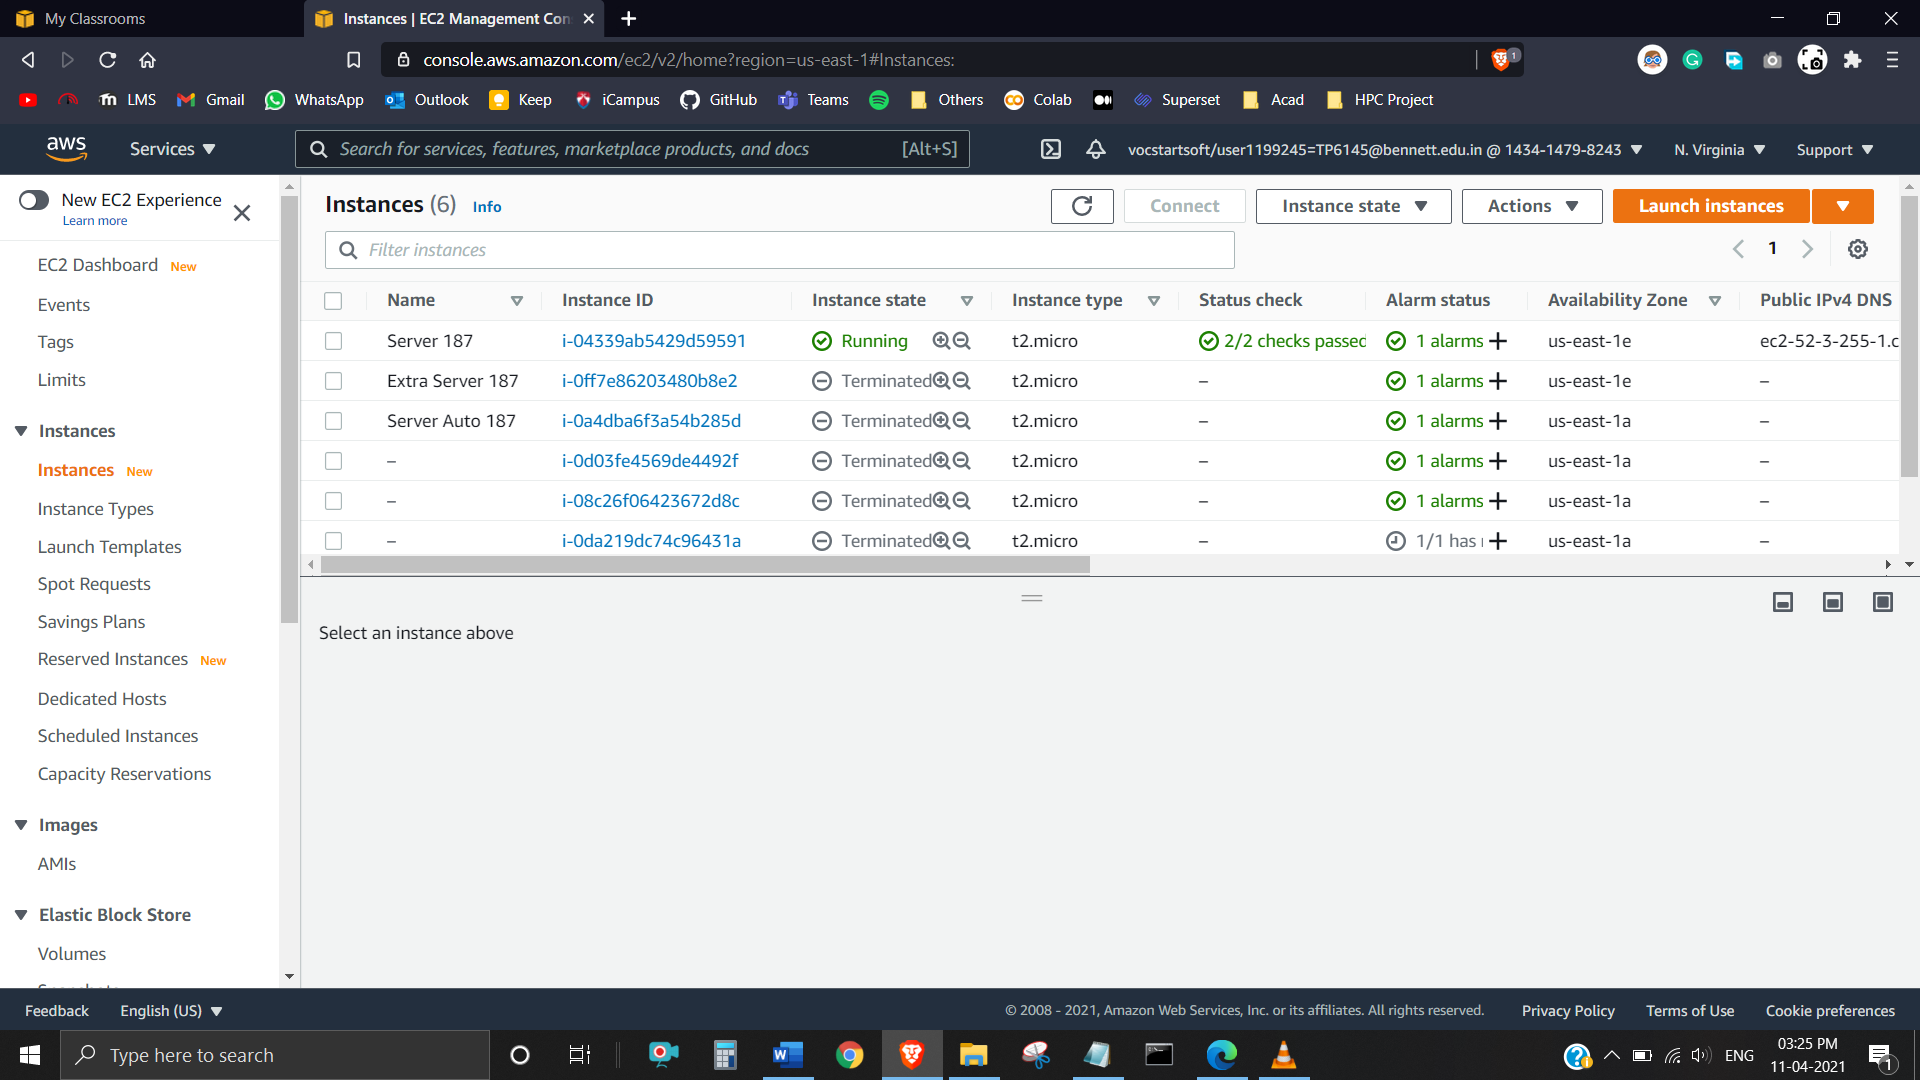 My Classrooms
Instances | EC2 Management Con
console.aws.amazon.com/ec2/v2/home?region=us-east-1#Instances:
1
LMS Gmail WhatsApp Outlook Keep iCampus GitHub Teams Others Colab Superset Acad HPC Project
aws Services ▼ Search for services, features, marketplace products, and docs [Alt+S] vocstartsoft/user1199245=TP6145@bennett.edu.in @ 1434-1479-8243 ▼ N. Virginia ▼ Support ▼
New EC2 Experience
Learn more
EC2 Dashboard New
Events
Tags
Limits
Instances
Instances New
Instance Types
Launch Templates
Spot Requests
Savings Plans
Reserved Instances New
Dedicated Hosts
Scheduled Instances
Capacity Reservations
Images
AMIs
Elastic Block Store
Volumes
Instances (6) Info
Connect Instance state ▼ Actions ▼ Launch instances ▼
Filter instances
1
Name Instance ID Instance state Instance type Status check Alarm status Availability Zone Public IPv4 DNS
Server 187 i-04339ab5429d59591 Running t2.micro 2/2 checks passed 1 alarms + us-east-1e ec2-52-3-255-1.c
Extra Server 187 i-0ff7e86203480b8e2 Terminated t2.micro – 1 alarms + us-east-1e –
Server Auto 187 i-0a4dba6f3a54b285d Terminated t2.micro – 1 alarms + us-east-1a –
– i-0d03fe4569de4492f Terminated t2.micro – 1 alarms + us-east-1a –
– i-08c26f06423672d8c Terminated t2.micro – 1 alarms + us-east-1a –
– i-0da219dc74c96431a Terminated t2.micro – 1/1 has + us-east-1a –
Select an instance above
Feedback English (US) ▼ © 2008 - 2021, Amazon Web Services, Inc. or its affiliates. All rights reserved. Privacy Policy Terms of Use Cookie preferences
Type here to search
ENG
03:25 PM
11-04-2021
1